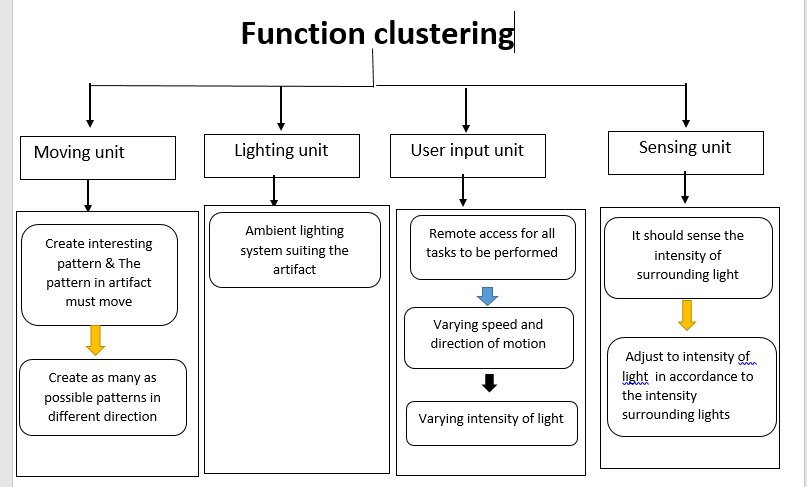 Function clustering
Moving unit
Lighting unit
User input unit
Sensing unit
Create interesting
pattern & The
pattern in artifact
must move
Create as many as
possible patterns in
different direction
Ambient lighting
system suiting the
artifact
Remote access for all
tasks to be performed
Varying speed and
direction of motion
Varying intensity of light
It should sense the
intensity of
surrounding light
Adjust to intensity of
light in accordance to
the intensity
surrounding lights